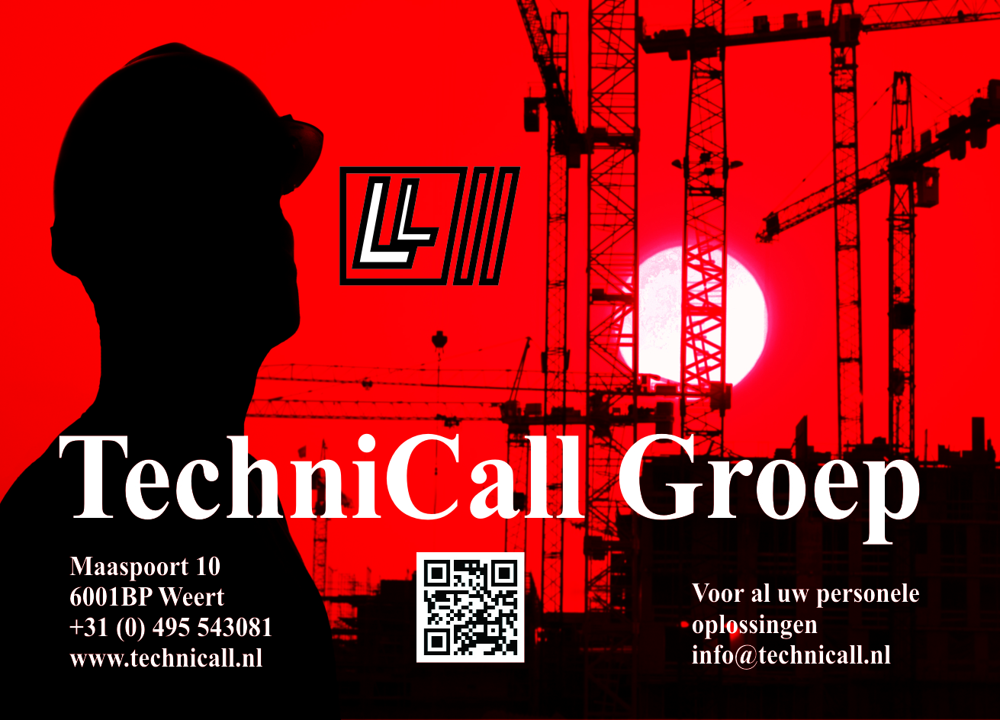 LL
TechniCall Groep
Maaspoort 10
6001BP Weert
+31 (0) 495 543081
www.technicall.nl
Voor al uw personele
oplossingen
info@technicall.nl